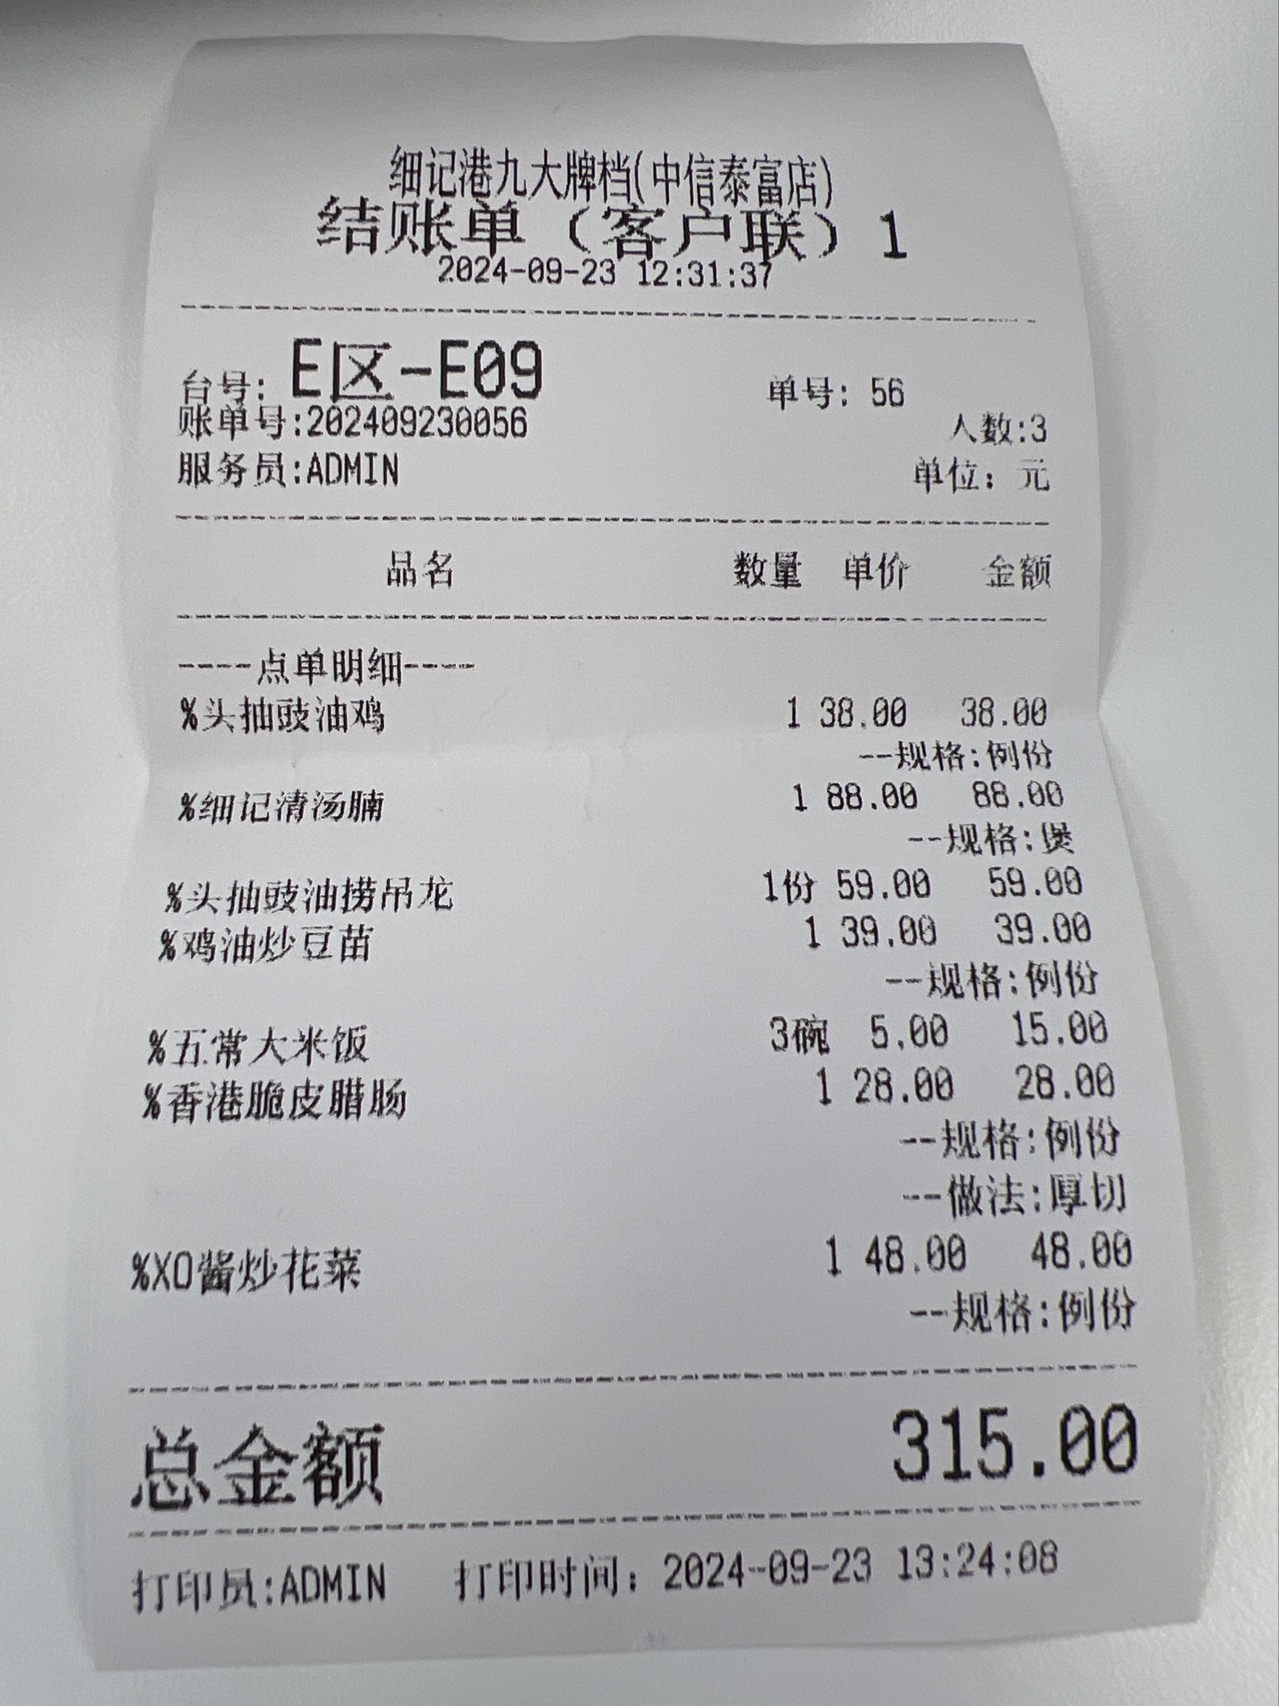 细记港九大牌档(中信泰富店)
结账单（客户联）1
2024-09-23 12:31:37
台号: E区-E09 单号: 56
账单号:202409230056 人数:3
服务员:ADMIN 单位: 元
品名 数量 单价 金额
----点单明细----
%头抽豉油鸡 1 38.00 38.00
--规格:例份
%细记清汤腩 1 88.00 88.00
--规格:煲
%头抽豉油捞吊龙 1份 59.00 59.00
%鸡油炒豆苗 1 39.00 39.00
--规格:例份
%五常大米饭 3碗 5.00 15.00
%香港脆皮腊肠 1 28.00 28.00
--规格:例份
--做法:厚切
%XO酱炒花菜 1 48.00 48.00
--规格:例份
总金额 315.00
打印员:ADMIN 打印时间: 2024-09-23 13:24:08